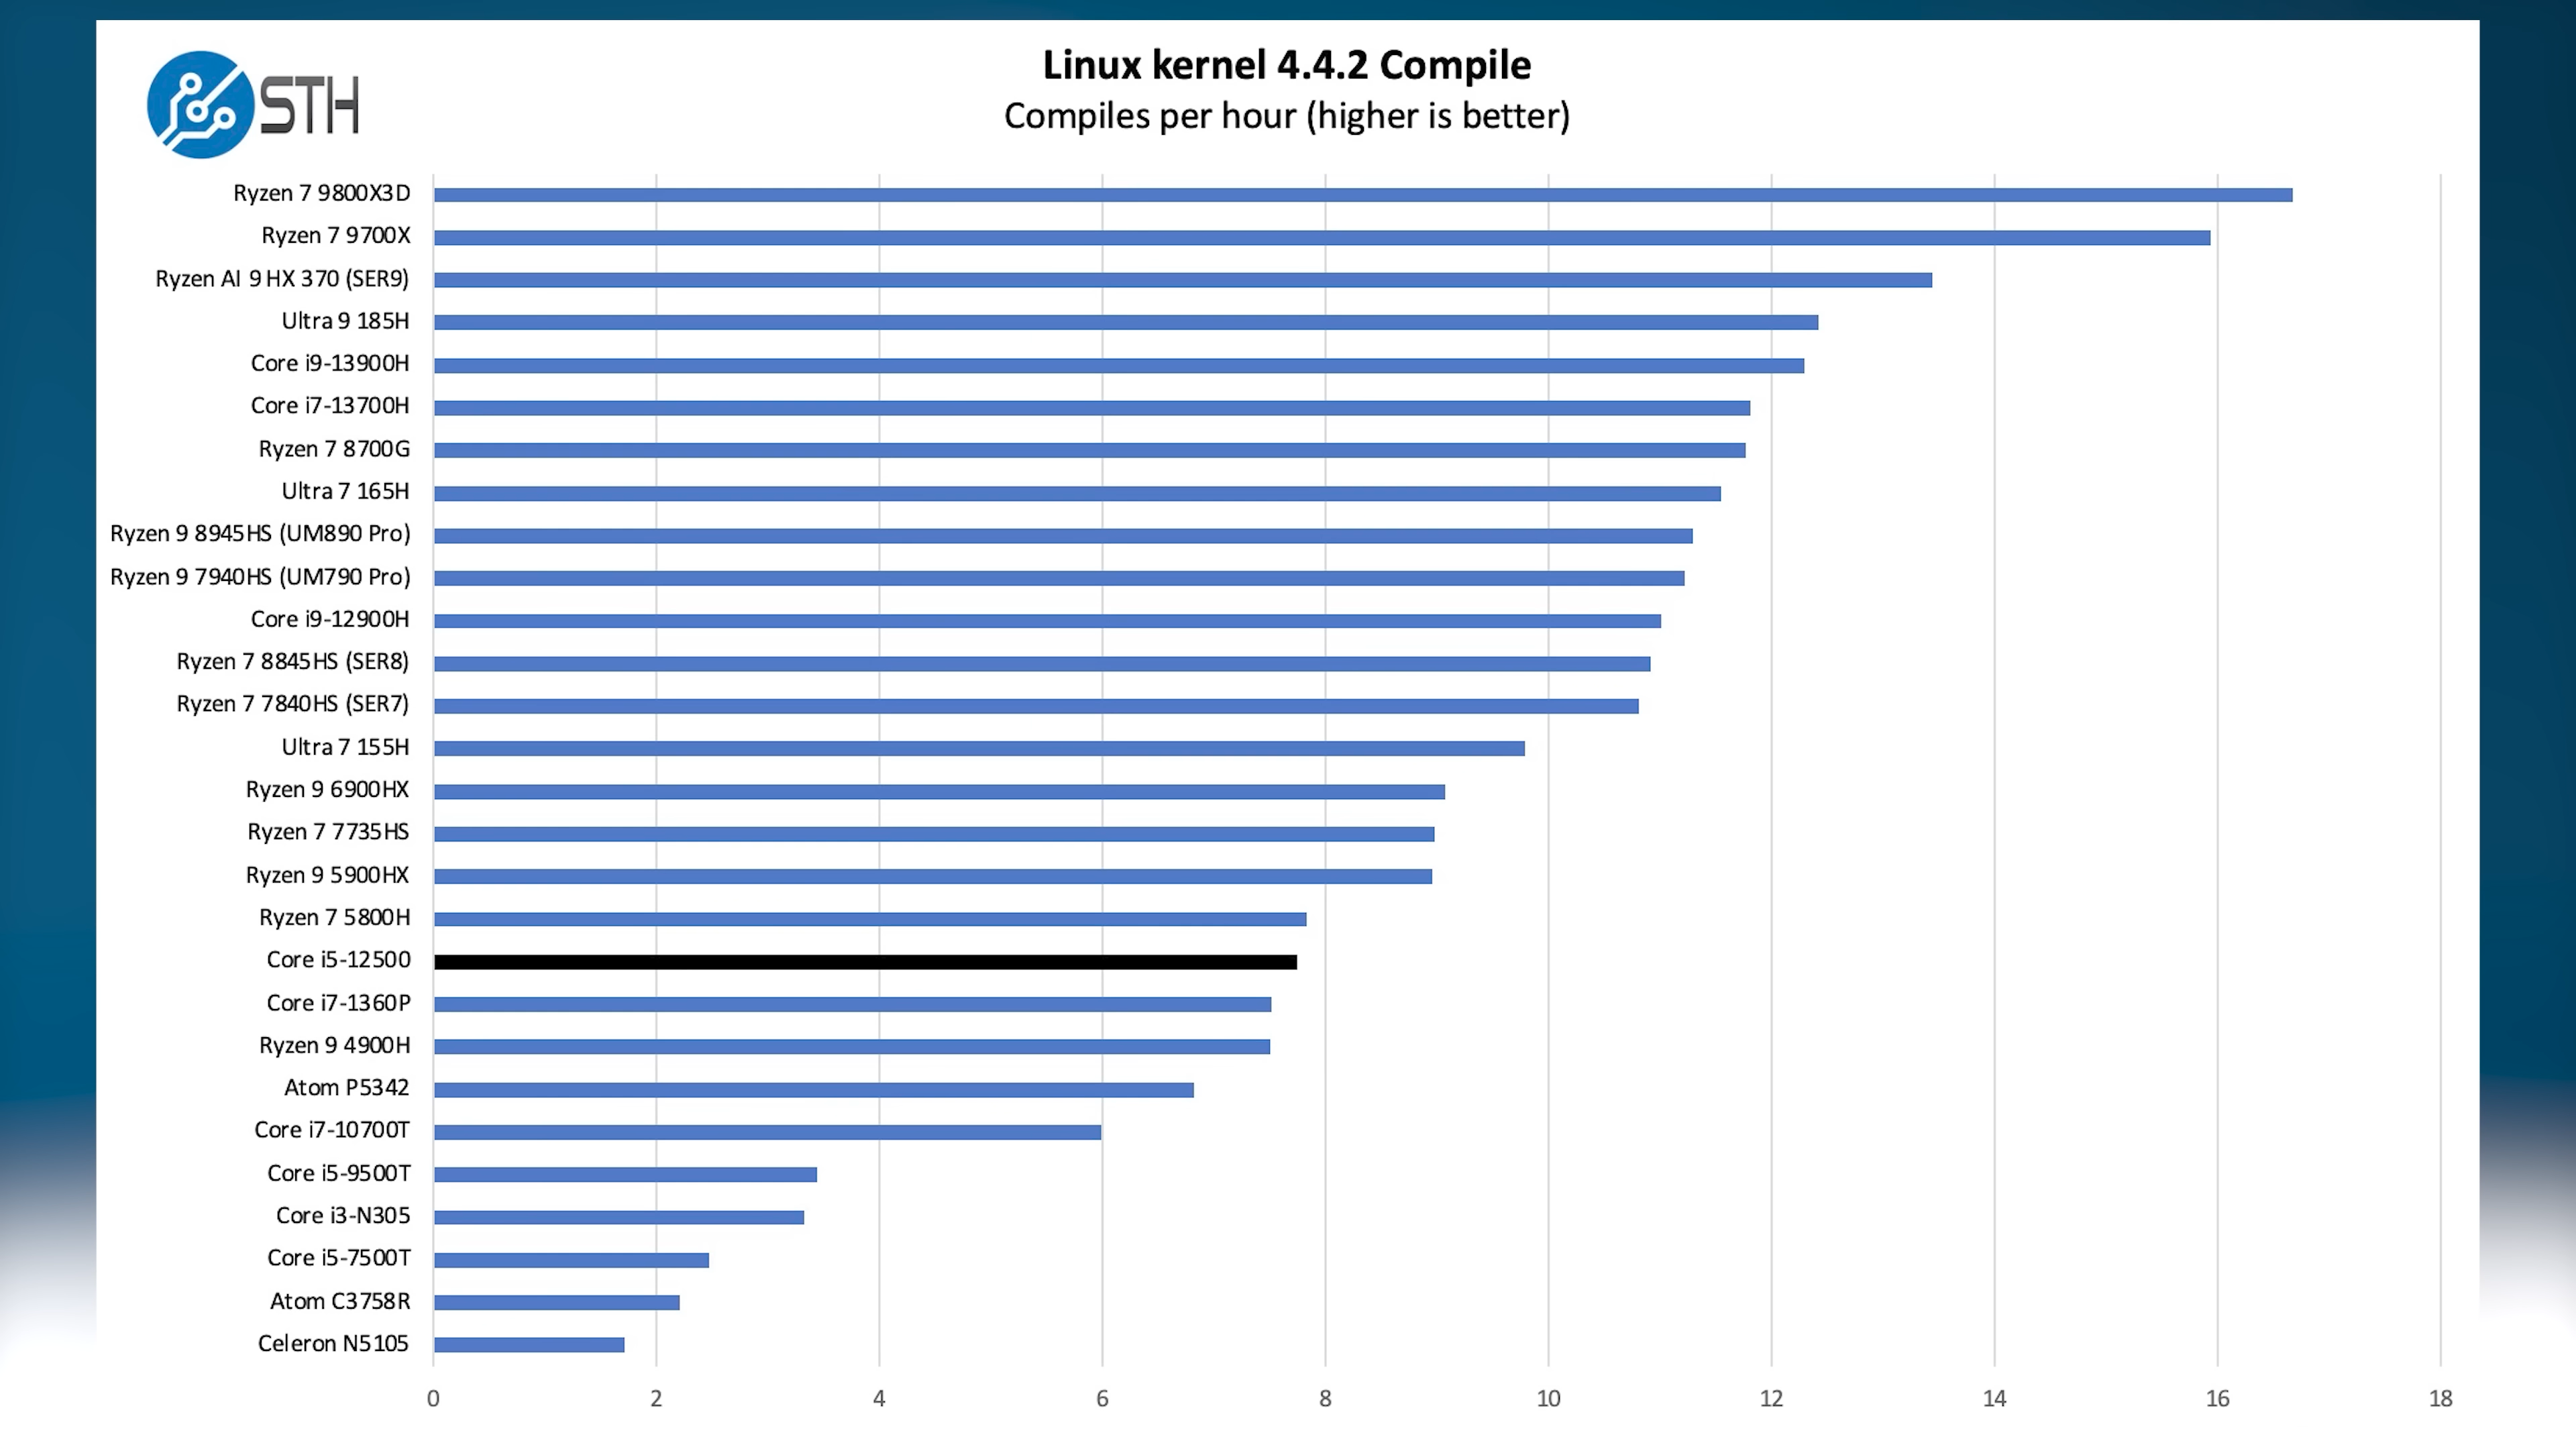 STH
Linux kernel 4.4.2 Compile
Compiles per hour (higher is better)
Ryzen 7 9800X3D
Ryzen 7 9700X
Ryzen AI 9 HX 370 (SER9)
Ultra 9 185H
Core i9-13900H
Core i7-13700H
Ryzen 7 8700G
Ultra 7 165H
Ryzen 9 8945HS (UM890 Pro)
Ryzen 9 7940HS (UM790 Pro)
Core i9-12900H
Ryzen 7 8845HS (SER8)
Ryzen 7 7840HS (SER7)
Ultra 7 155H
Ryzen 9 6900HX
Ryzen 7 7735HS
Ryzen 9 5900HX
Ryzen 7 5800H
Core i5-12500
Core i7-1360P
Ryzen 9 4900H
Atom P5342
Core i7-10700T
Core i5-9500T
Core i3-N305
Core i5-7500T
Atom C3758R
Celeron N5105
0 2 4 6 8 10 12 14 16 18